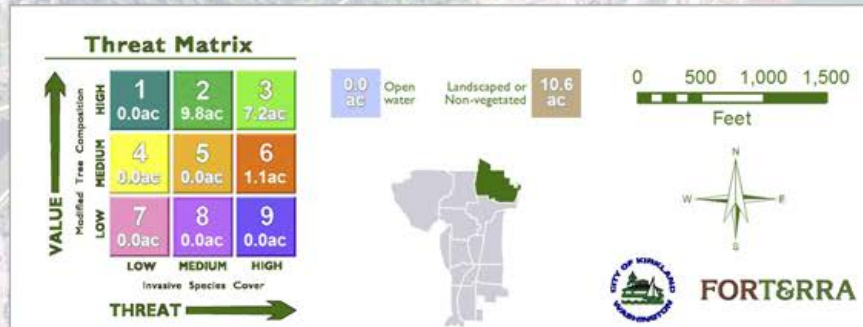 Threat Matrix
VALUE
Modified Tree Composition
HIGH
1
0.0ac
2
9.8ac
3
7.2ac
MEDIUM
4
0.0ac
5
0.0ac
6
1.1ac
LOW
7
0.0ac
8
0.0ac
9
0.0ac
LOW MEDIUM HIGH
Invasive Species Cover
THREAT
0.0
ac
Open
water
Landscaped or
Non-vegetated
10.6
ac
0 500 1,000 1,500
Feet
N
W E
S
CITY OF KIRKLAND
WASHINGTON
FORTERRA